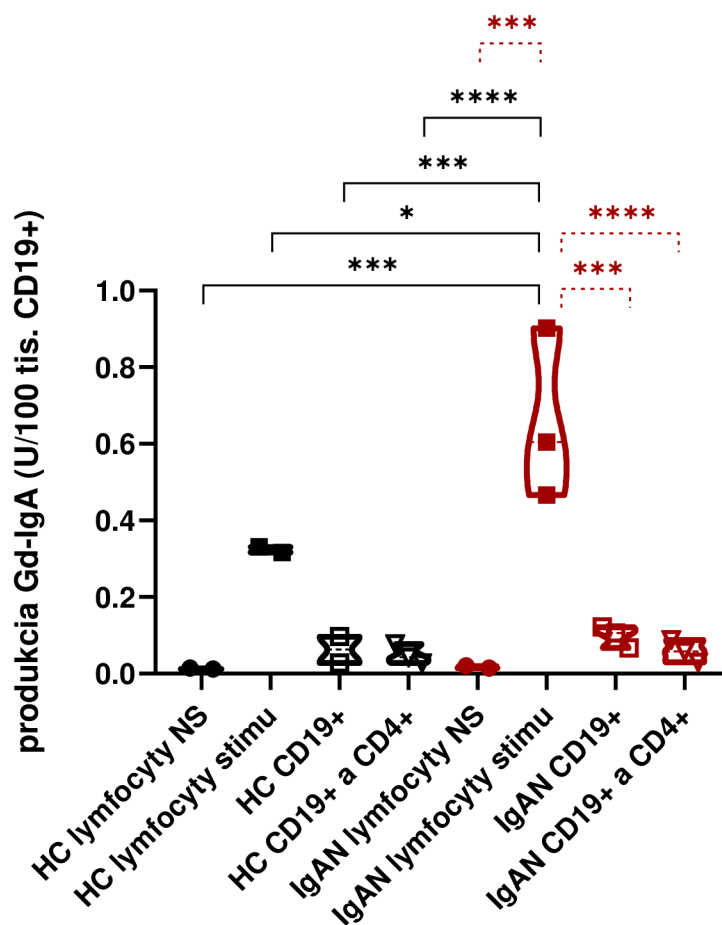 ***
****
***
*
****
***
***
produkcia Gd-IgA (U/100 tis. CD19+)
1.0
0.8
0.6
0.4
0.2
0.0
HC lymfocyty NS
HC lymfocyty stimu
HC CD19+
HC CD19+ a CD4+
IgAN lymfocyty NS
IgAN lymfocyty stimu
IgAN CD19+
IgAN CD19+ a CD4+